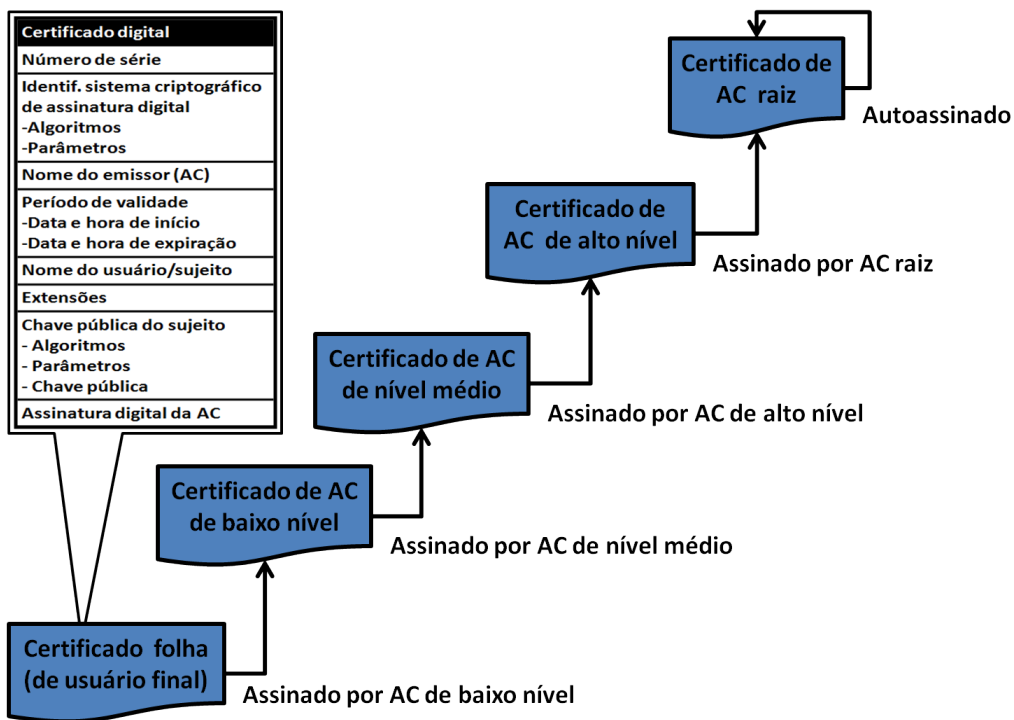 Certificado digital
Número de série
Identif. sistema criptográfico
de assinatura digital
-Algoritmos
-Parâmetros
Nome do emissor (AC)
Período de validade
-Data e hora de início
-Data e hora de expiração
Nome do usuário/sujeito
Extensões
Chave pública do sujeito
- Algoritmos
- Parâmetros
- Chave pública
Assinatura digital da AC
Certificado de
AC raiz
Autoassinado
Certificado de
AC de alto nível
Assinado por AC raiz
Certificado de AC
de nível médio
Assinado por AC de alto nível
Certificado de AC
de baixo nível
Assinado por AC de nível médio
Certificado folha
(de usuário final)
Assinado por AC de baixo nível